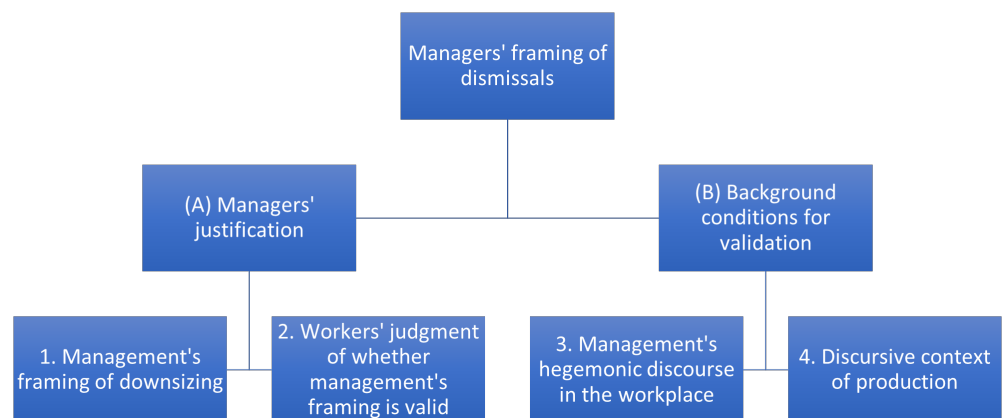 Managers' framing of
dismissals
(A) Managers'
justification
(B) Background
conditions for
validation
1. Management's
framing of downsizing
2. Workers' judgment
of whether
management's
framing is valid
3. Management's
hegemonic discourse
in the workplace
4. Discursive context
of production